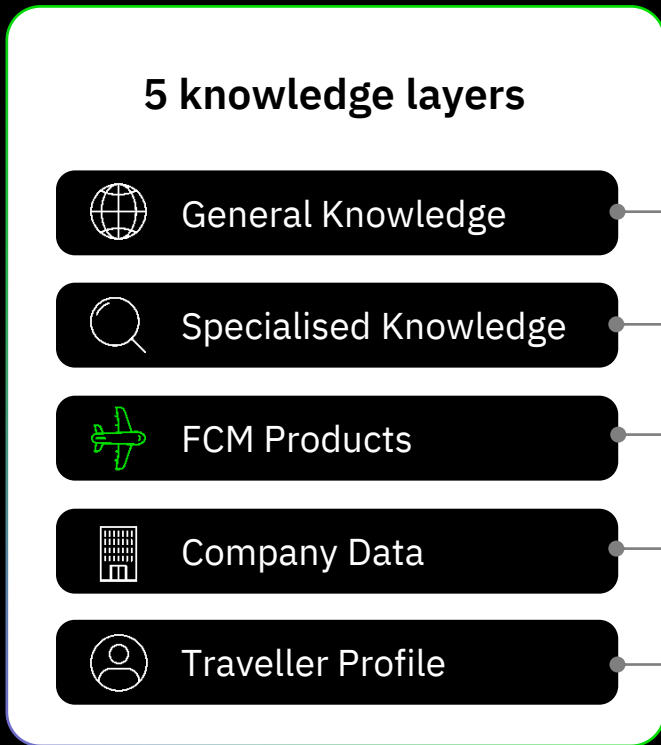 5 knowledge layers
General Knowledge
Specialised Knowledge
FCM Products
Company Data
Traveller Profile